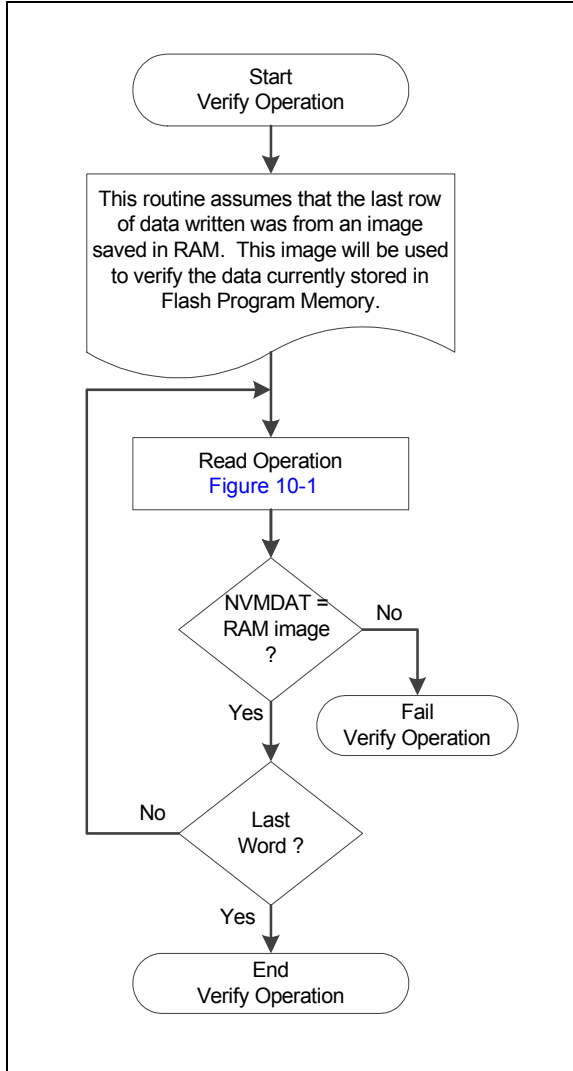 Start
Verify Operation
This routine assumes that the last row
of data written was from an image
saved in RAM.  This image will be used
to verify the data currently stored in
Flash Program Memory.
Read Operation
Figure 10-1
NVMDAT =
RAM image
?
No
Yes
Fail
Verify Operation
No
Last
Word ?
Yes
End
Verify Operation